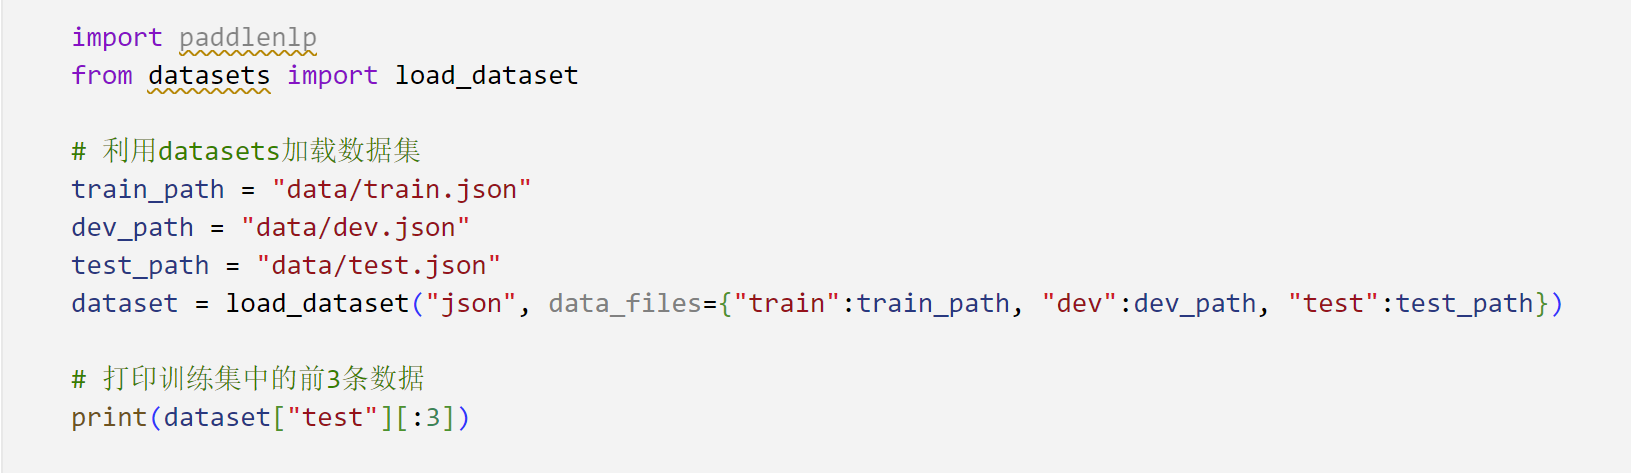 import paddlenlp
from datasets import load_dataset
# 利用datasets加载数据集
train_path = "data/train.json"
dev_path = "data/dev.json"
test_path = "data/test.json"
dataset = load_dataset("json", data_files={"train":train_path, "dev":dev_path, "test":test_path})
# 打印训练集中的前3条数据
print(dataset["test"][:3])